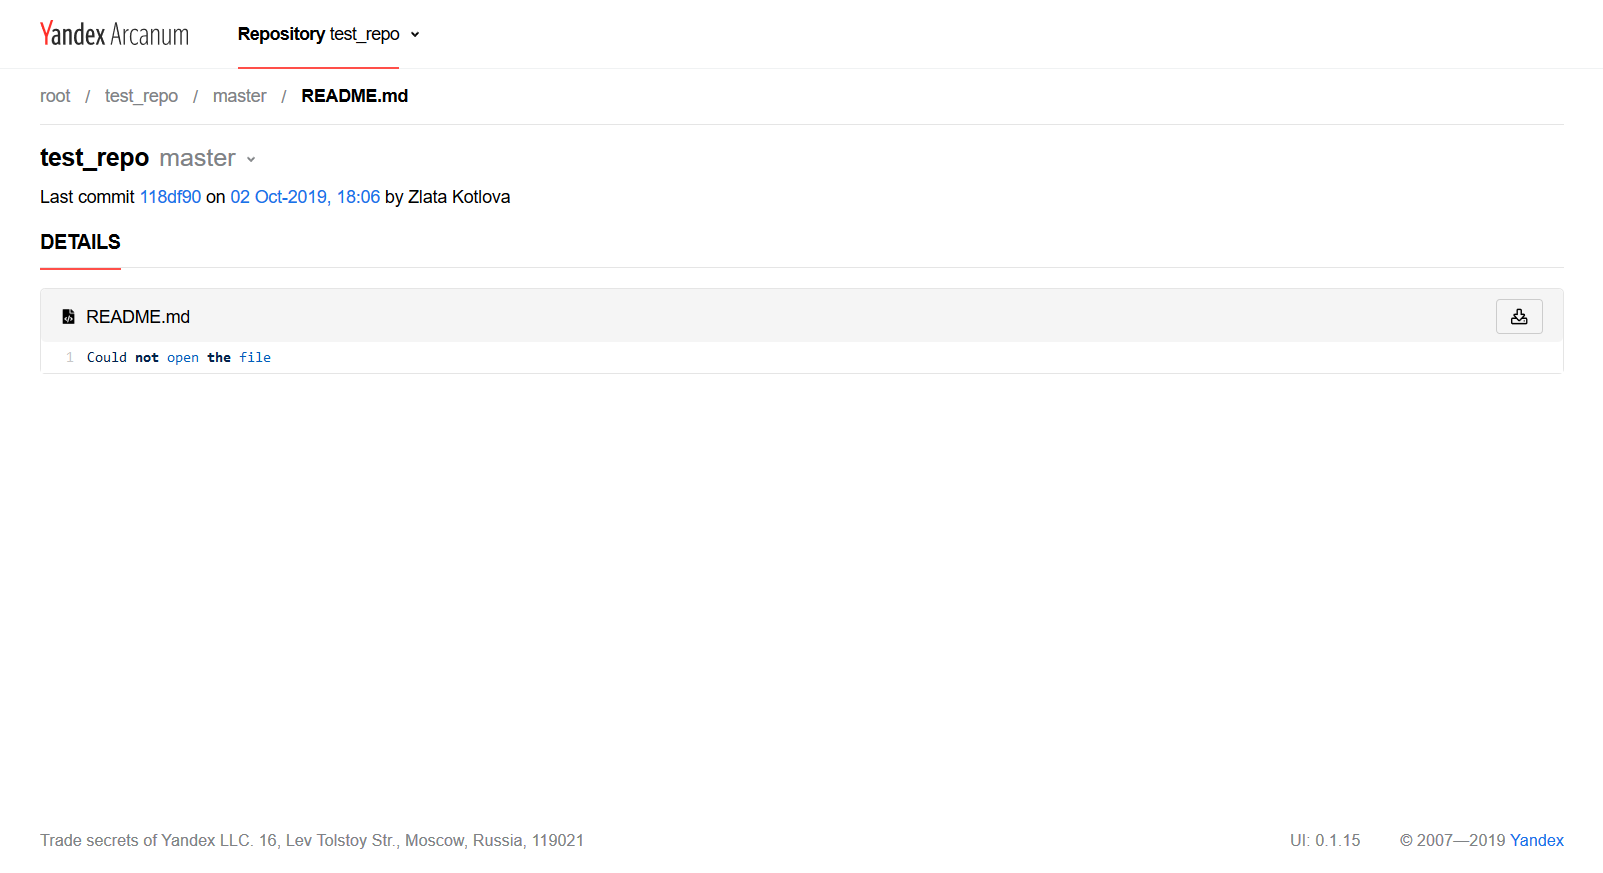 Yandex Arcanum
Repository test_repo
root / test_repo / master / README.md
test_repo master
Last commit 118df90 on 02 Oct-2019, 18:06 by Zlata Kotlova
DETAILS
README.md
1 Could not open the file
Trade secrets of Yandex LLC. 16, Lev Tolstoy Str., Moscow, Russia, 119021
UI: 0.1.15
© 2007—2019 Yandex